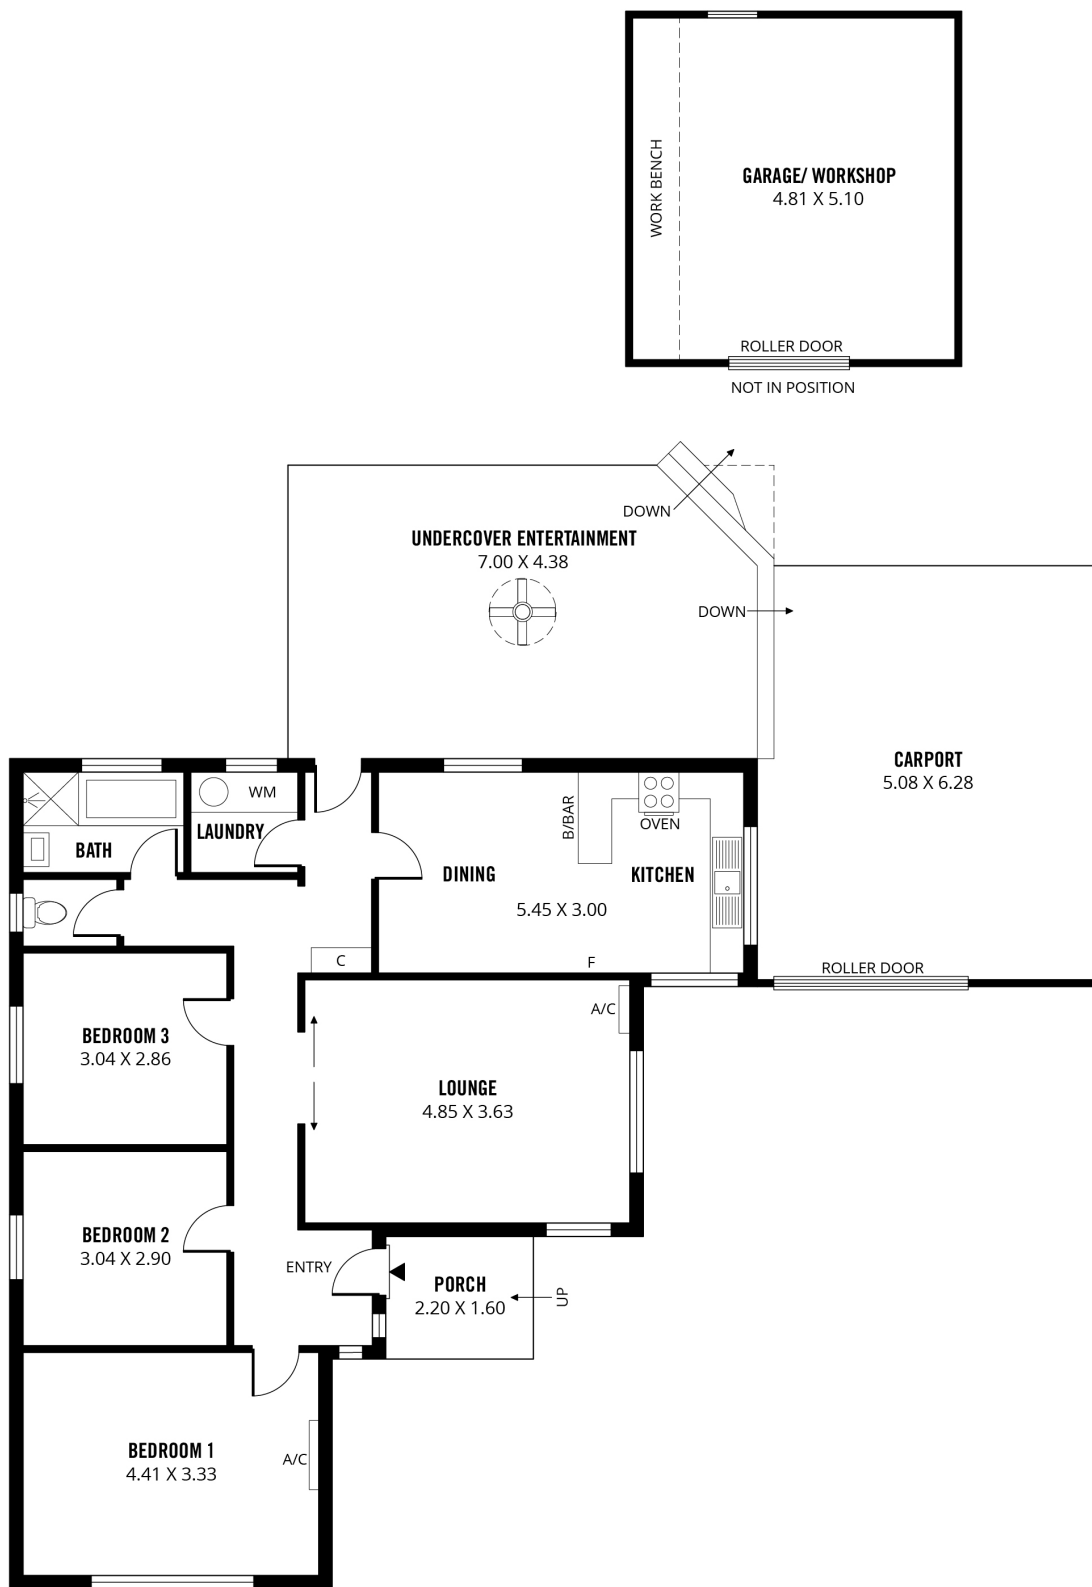 WORK BENCH
GARAGE/ WORKSHOP
4.81 X 5.10
ROLLER DOOR
NOT IN POSITION
DOWN
UNDERCOVER ENTERTAINMENT
7.00 X 4.38
DOWN
CARPORT
5.08 X 6.28
WM
LAUNDRY
BATH
B/BAR
OVEN
DINING
KITCHEN
5.45 X 3.00
C
F
ROLLER DOOR
A/C
BEDROOM 3
3.04 X 2.86
LOUNGE
4.85 X 3.63
BEDROOM 2
3.04 X 2.90
ENTRY
PORCH
2.20 X 1.60
UP
BEDROOM 1
4.41 X 3.33
A/C